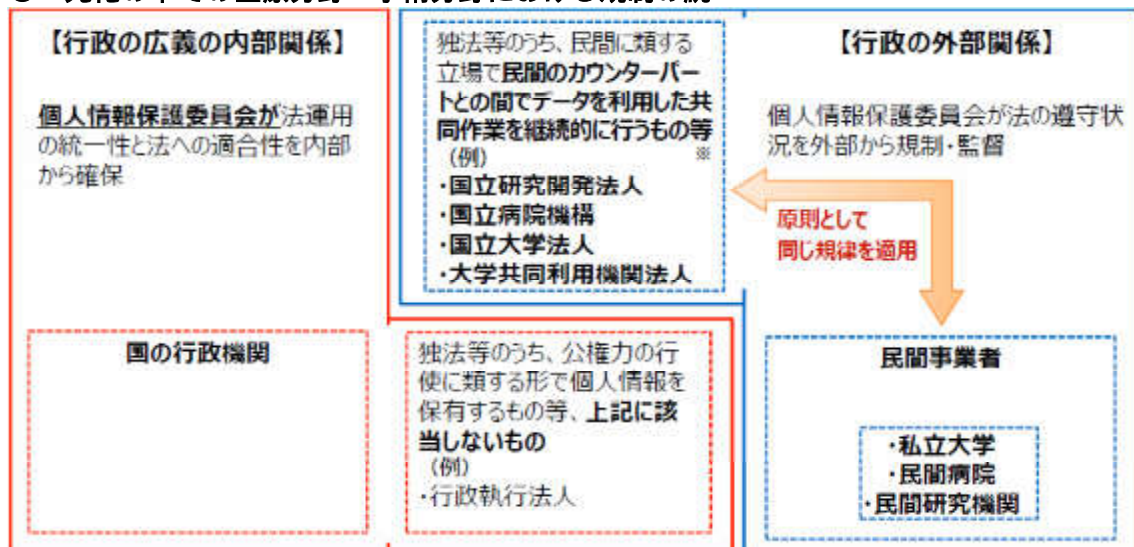 【行政の広義の内部関係】
個人情報保護委員会が法運用
の統一性と法への適合性を内部
から確保
独法等のうち、民間に類する
立場で民間のカウンターパー
トとの間でデータを利用した共
同作業を継続的に行うもの等
(例) ※
・国立研究開発法人
・国立病院機構
・国立大学法人
・大学共同利用機関法人
【行政の外部関係】
個人情報保護委員会が法の遵守状
況を外部から規制・監督
原則として
同じ規律を適用
国の行政機関
独法等のうち、公権力の行
使に類する形で個人情報を
保有するもの等、上記に該
当しないもの
(例)
・行政執行法人
民間事業者
・私立大学
・民間病院
・民間研究機関